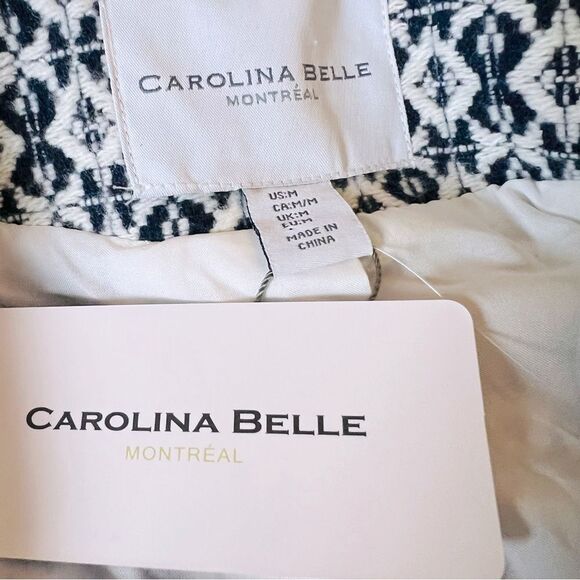 CAROLINA BELLE
MONTRÉAL
US:M
CA:M/M
UK:M
EU:M
MADE IN
CHINA
CAROLINA BELLE
MONTRÉAL